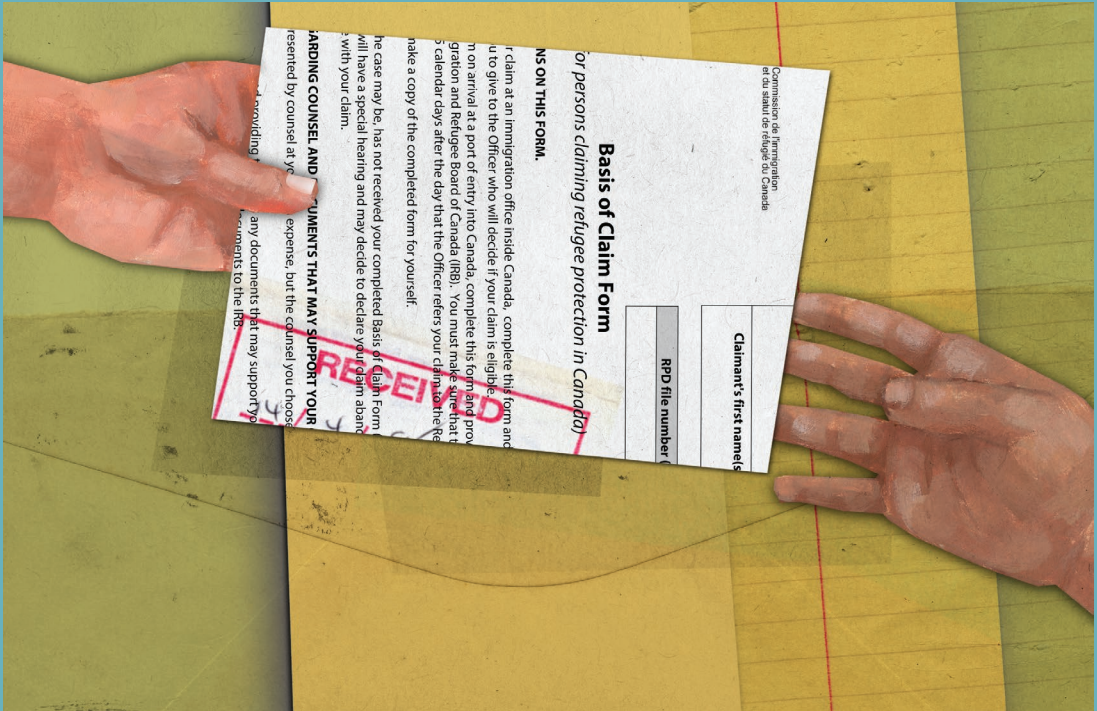 Commission de l'immigration
et du statut de réfugié du Canada
Claimant's first name(s
RPD file number (
Basis of Claim Form
or persons claiming refugee protection in Canada)
NS ON THIS FORM.
r claim at an immigration office inside Canada, complete this form and
u to give to the Officer who will decide if your claim is eligible.
m on arrival at a port of entry into Canada, complete this form and prov
gration and Refugee Board of Canada (IRB). You must make sure that t
5 calendar days after the day that the Officer refers your claim to the Re
make a copy of the completed form for yourself.
he case may be, has not received your completed Basis of Claim Form
will have a special hearing and may decide to declare your claim aband
with your claim.
GARDING COUNSEL AND DOCUMENTS THAT MAY SUPPORT YOUR
resented by counsel at expense, but the counsel you choose
d providing any documents that may support yo
documents to the IRB.
RECEIVED